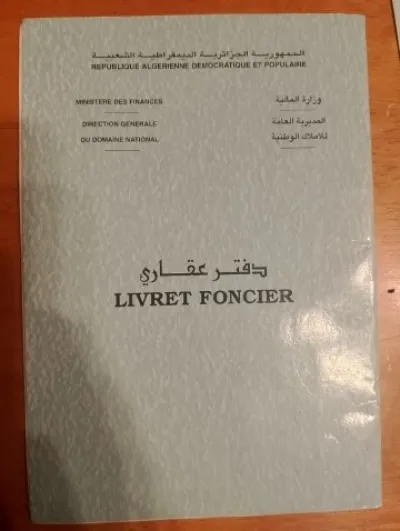 الجمهورية الجزائرية الديمقراطية الشعبية
REPUBLIQUE ALGERIENNE DEMOCRATIQUE ET POPULAIRE
MINISTERE DES FINANCES
DIRECTION GENERALE
DU DOMAINE NATIONAL
وزارة المالية
المديرية العامة
للأملاك الوطنية
دفتر عقاري
LIVRET FONCIER